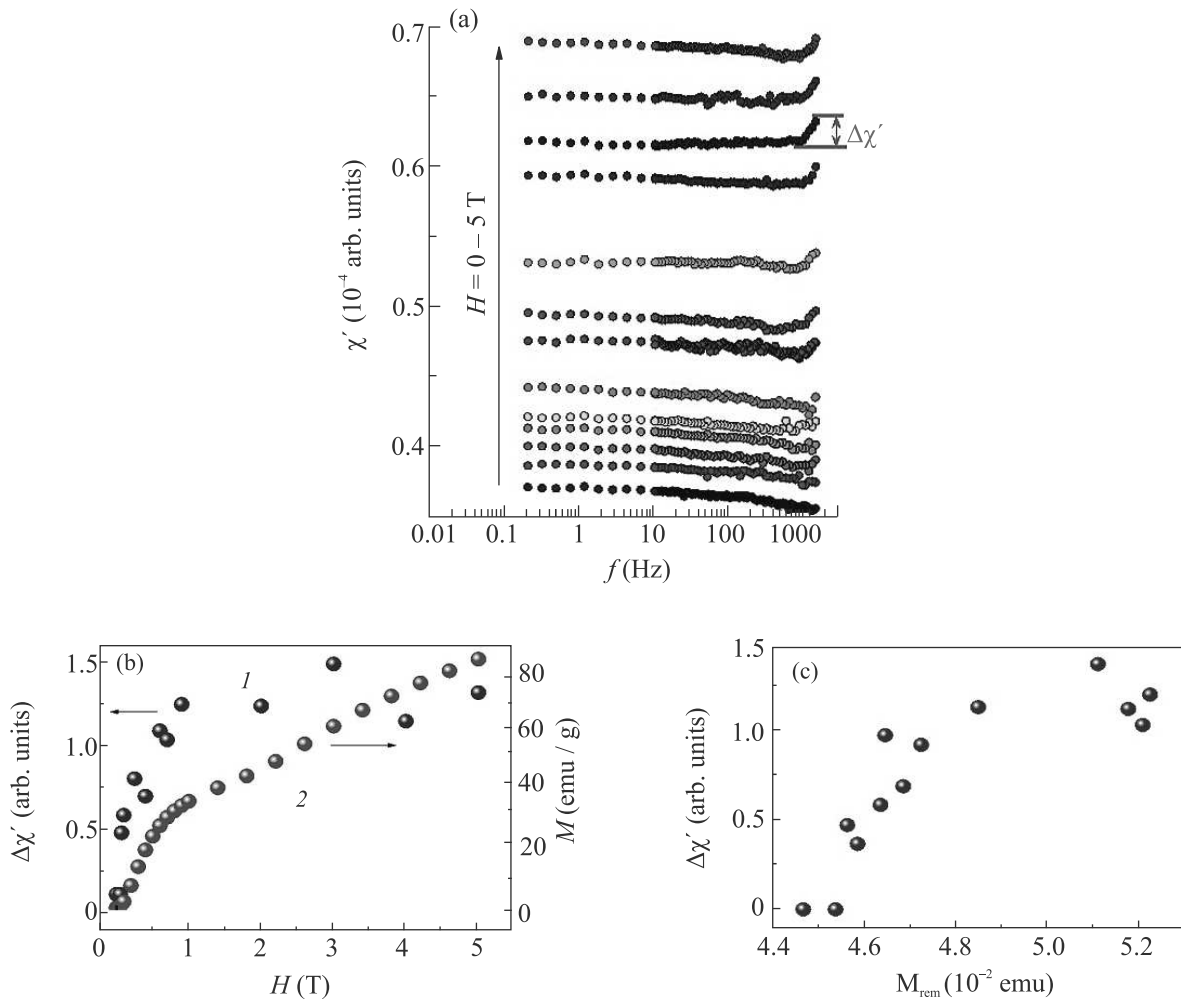 (a)
0.7
0.6
0.5
0.4
χ′ (10⁻⁴ arb. units)
H = 0 – 5 T
Δχ′
0.01 0.1 1 10 100 1000
f (Hz)
(b)
1.5
1.0
0.5
0
Δχ′ (arb. units)
1
2
80
60
40
20
0
M (emu / g)
0 1 2 3 4 5
H (T)
(c)
1.5
1.0
0.5
0
Δχ′ (arb. units)
4.4 4.6 4.8 5.0 5.2
M_rem (10⁻² emu)